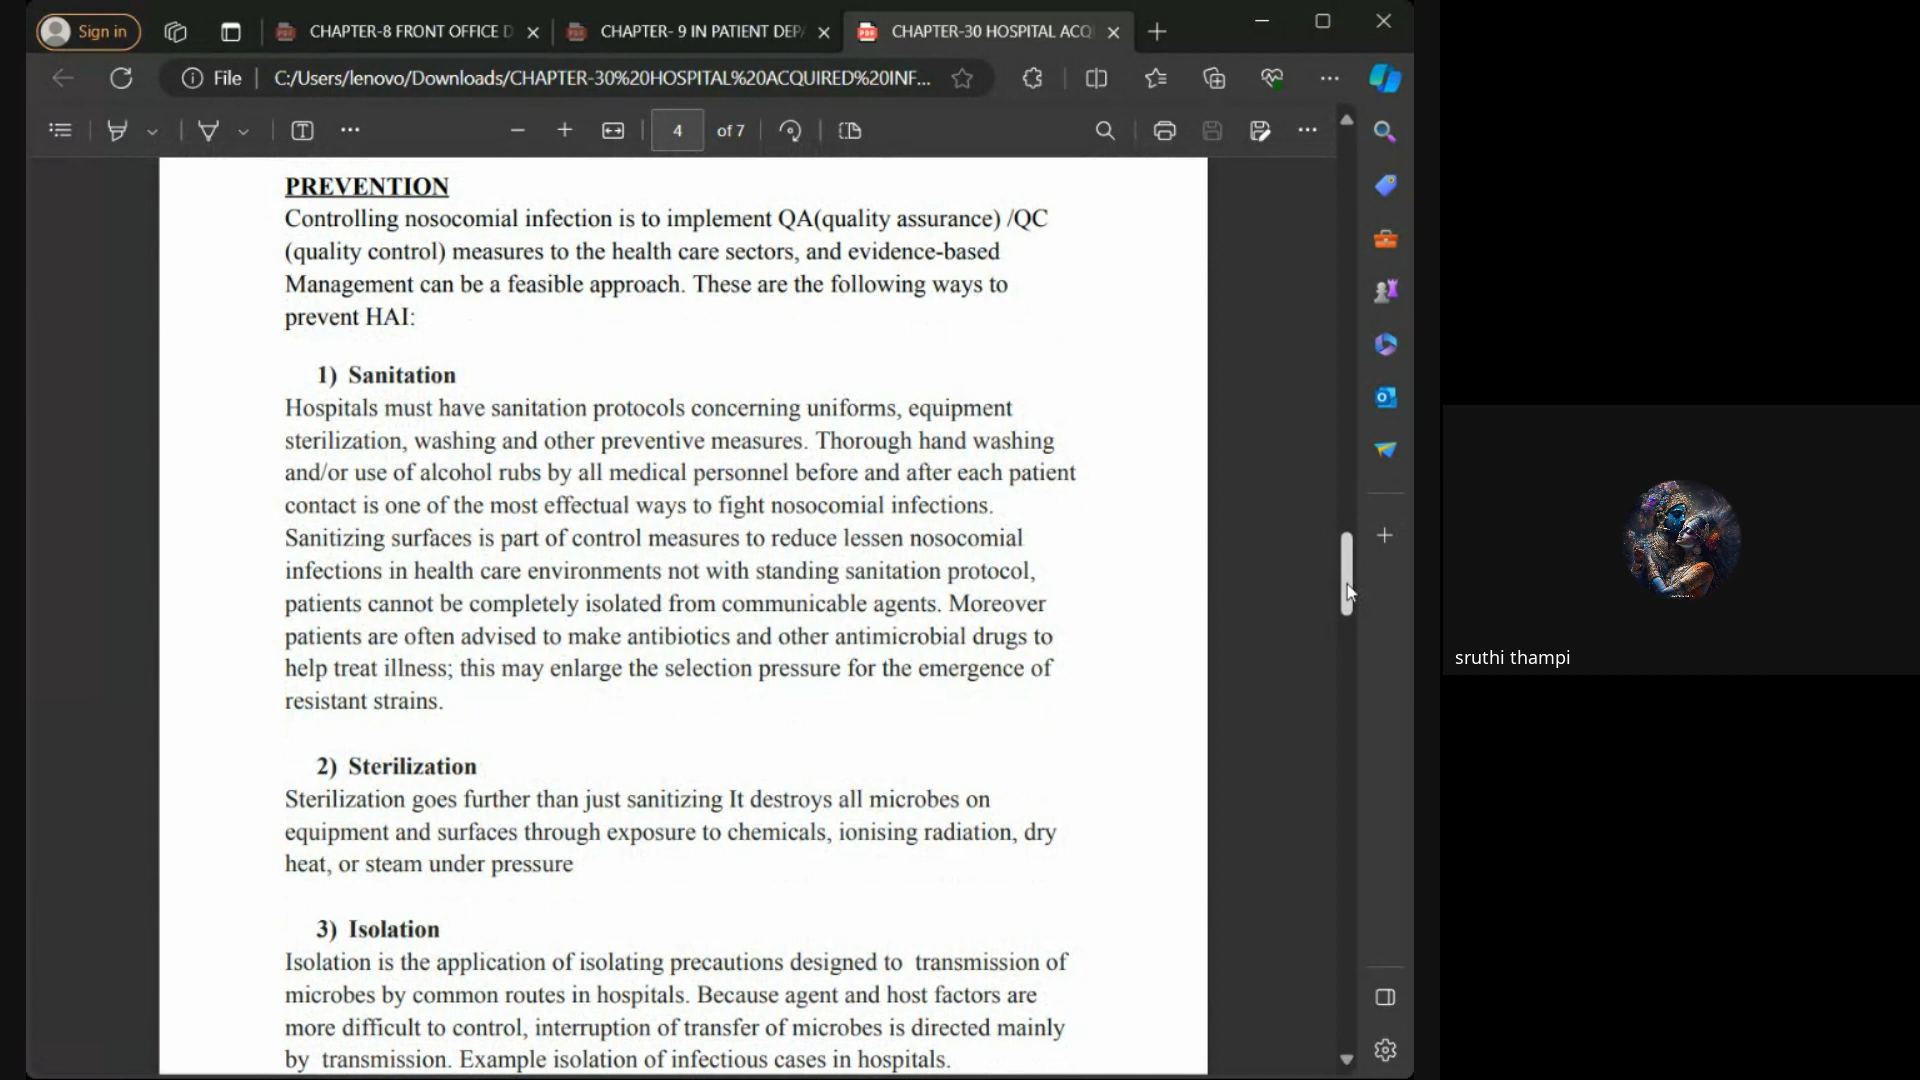 Sign in
CHAPTER-8 FRONT OFFICE D
CHAPTER- 9 IN PATIENT DEP
CHAPTER-30 HOSPITAL ACQ
File
C:/Users/lenovo/Downloads/CHAPTER-30%20HOSPITAL%20ACQUIRED%20INF...
4 of 7
PREVENTION
Controlling nosocomial infection is to implement QA(quality assurance) /QC
(quality control) measures to the health care sectors, and evidence-based
Management can be a feasible approach. These are the following ways to
prevent HAI:
1) Sanitation
Hospitals must have sanitation protocols concerning uniforms, equipment
sterilization, washing and other preventive measures. Thorough hand washing
and/or use of alcohol rubs by all medical personnel before and after each patient
contact is one of the most effectual ways to fight nosocomial infections.
Sanitizing surfaces is part of control measures to reduce lessen nosocomial
infections in health care environments not with standing sanitation protocol,
patients cannot be completely isolated from communicable agents. Moreover
patients are often advised to make antibiotics and other antimicrobial drugs to
help treat illness; this may enlarge the selection pressure for the emergence of
resistant strains.
2) Sterilization
Sterilization goes further than just sanitizing It destroys all microbes on
equipment and surfaces through exposure to chemicals, ionising radiation, dry
heat, or steam under pressure
3) Isolation
Isolation is the application of isolating precautions designed to  transmission of
microbes by common routes in hospitals. Because agent and host factors are
more difficult to control, interruption of transfer of microbes is directed mainly
by  transmission. Example isolation of infectious cases in hospitals.
sruthi thampi